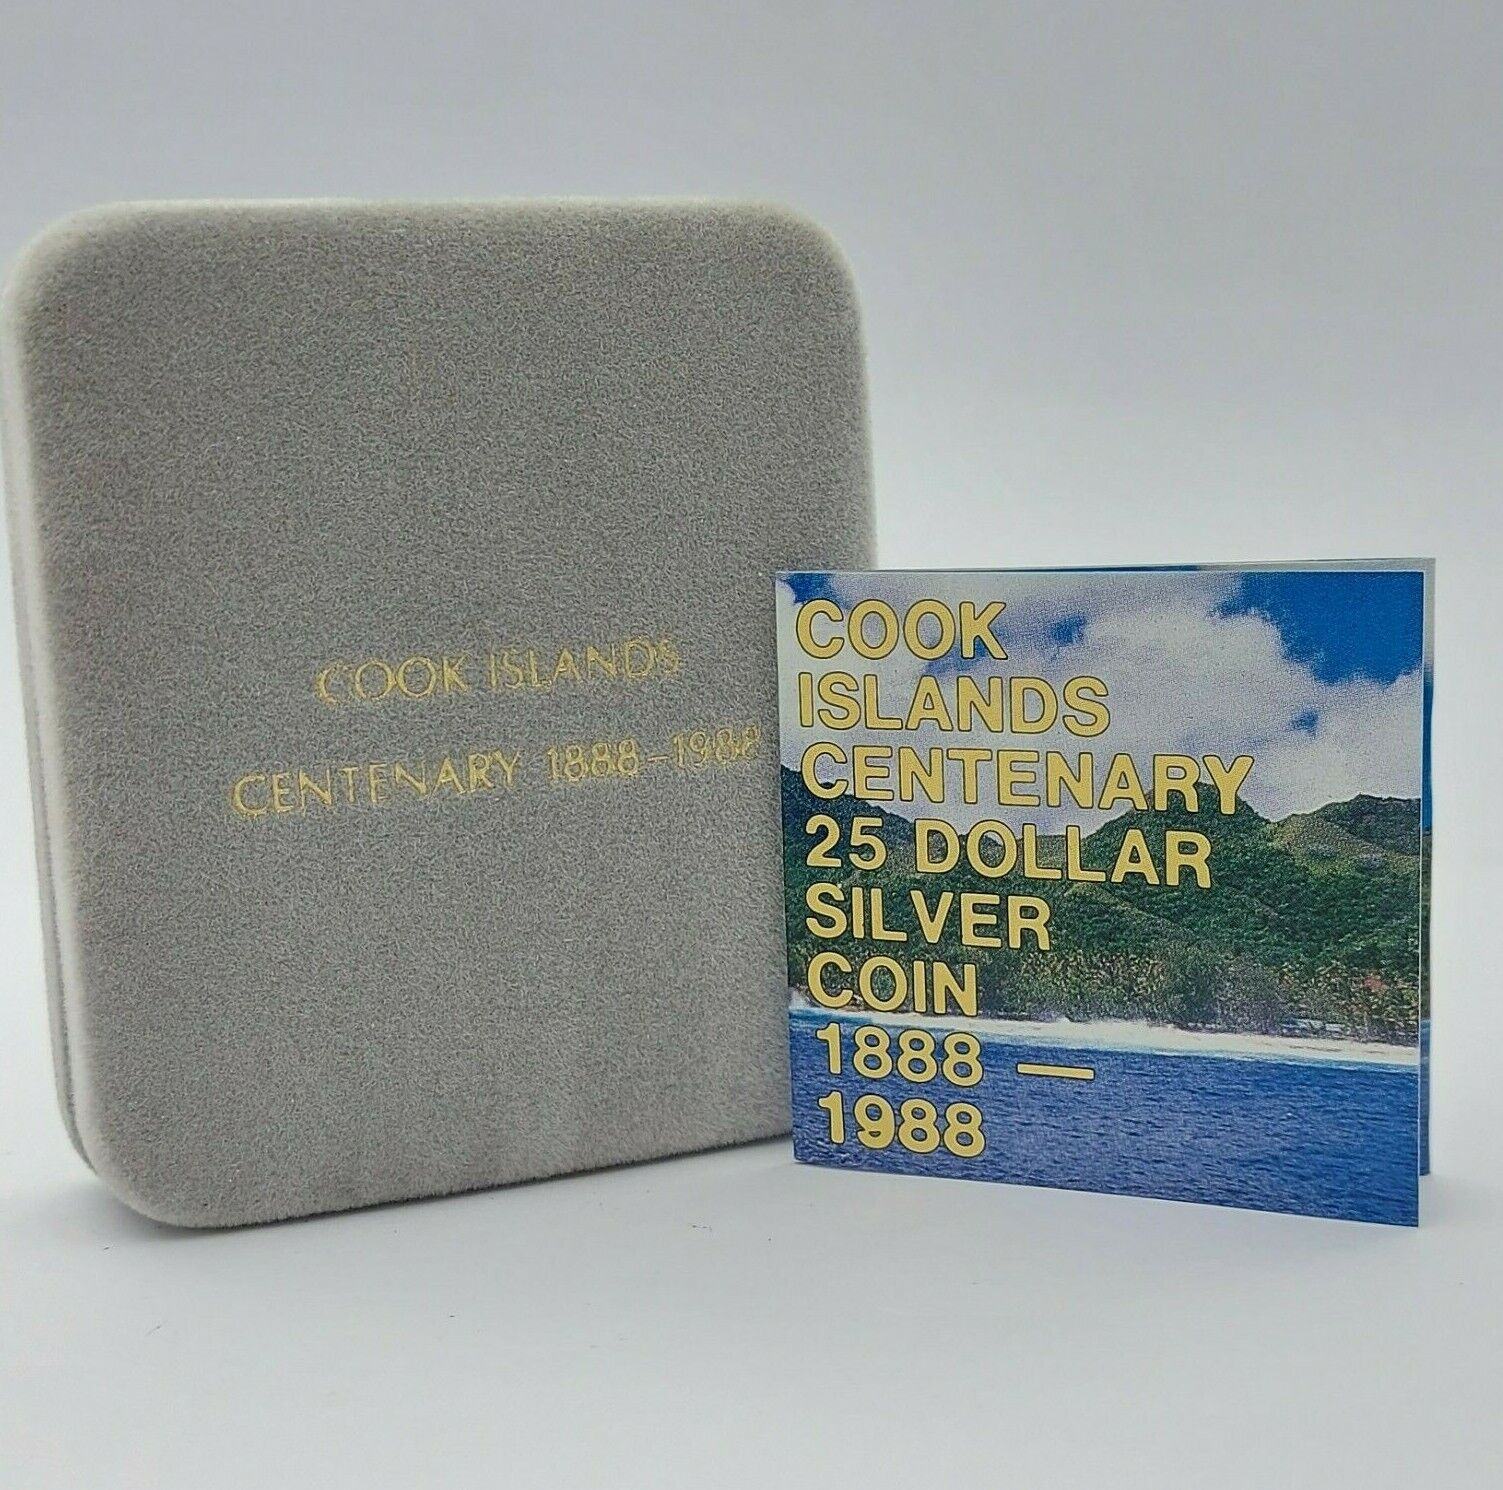 COOK ISLANDS
CENTENARY 1888-1988
COOK
ISLANDS
CENTENARY
25 DOLLAR
SILVER
COIN
1888 —
1988